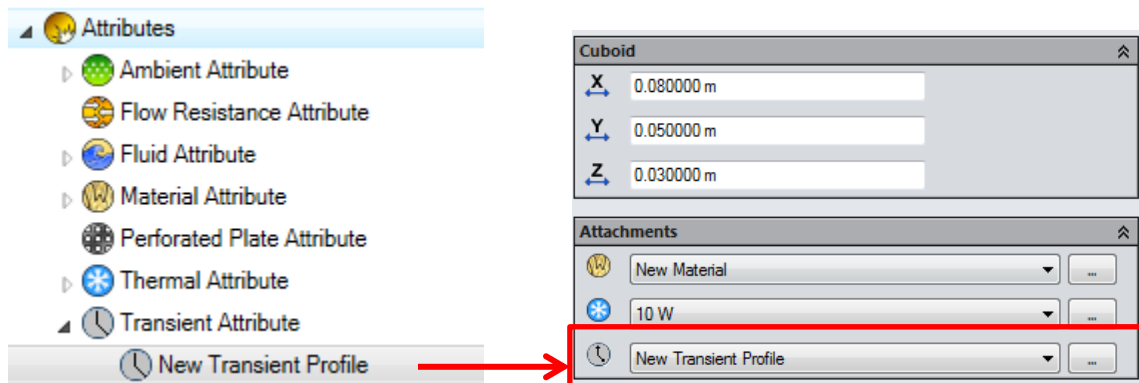 Attributes
Ambient Attribute
Flow Resistance Attribute
Fluid Attribute
Material Attribute
Perforated Plate Attribute
Thermal Attribute
Transient Attribute
New Transient Profile
Cuboid
X 0.080000 m
Y 0.050000 m
Z 0.030000 m
Attachments
New Material ...
10 W ...
New Transient Profile ...